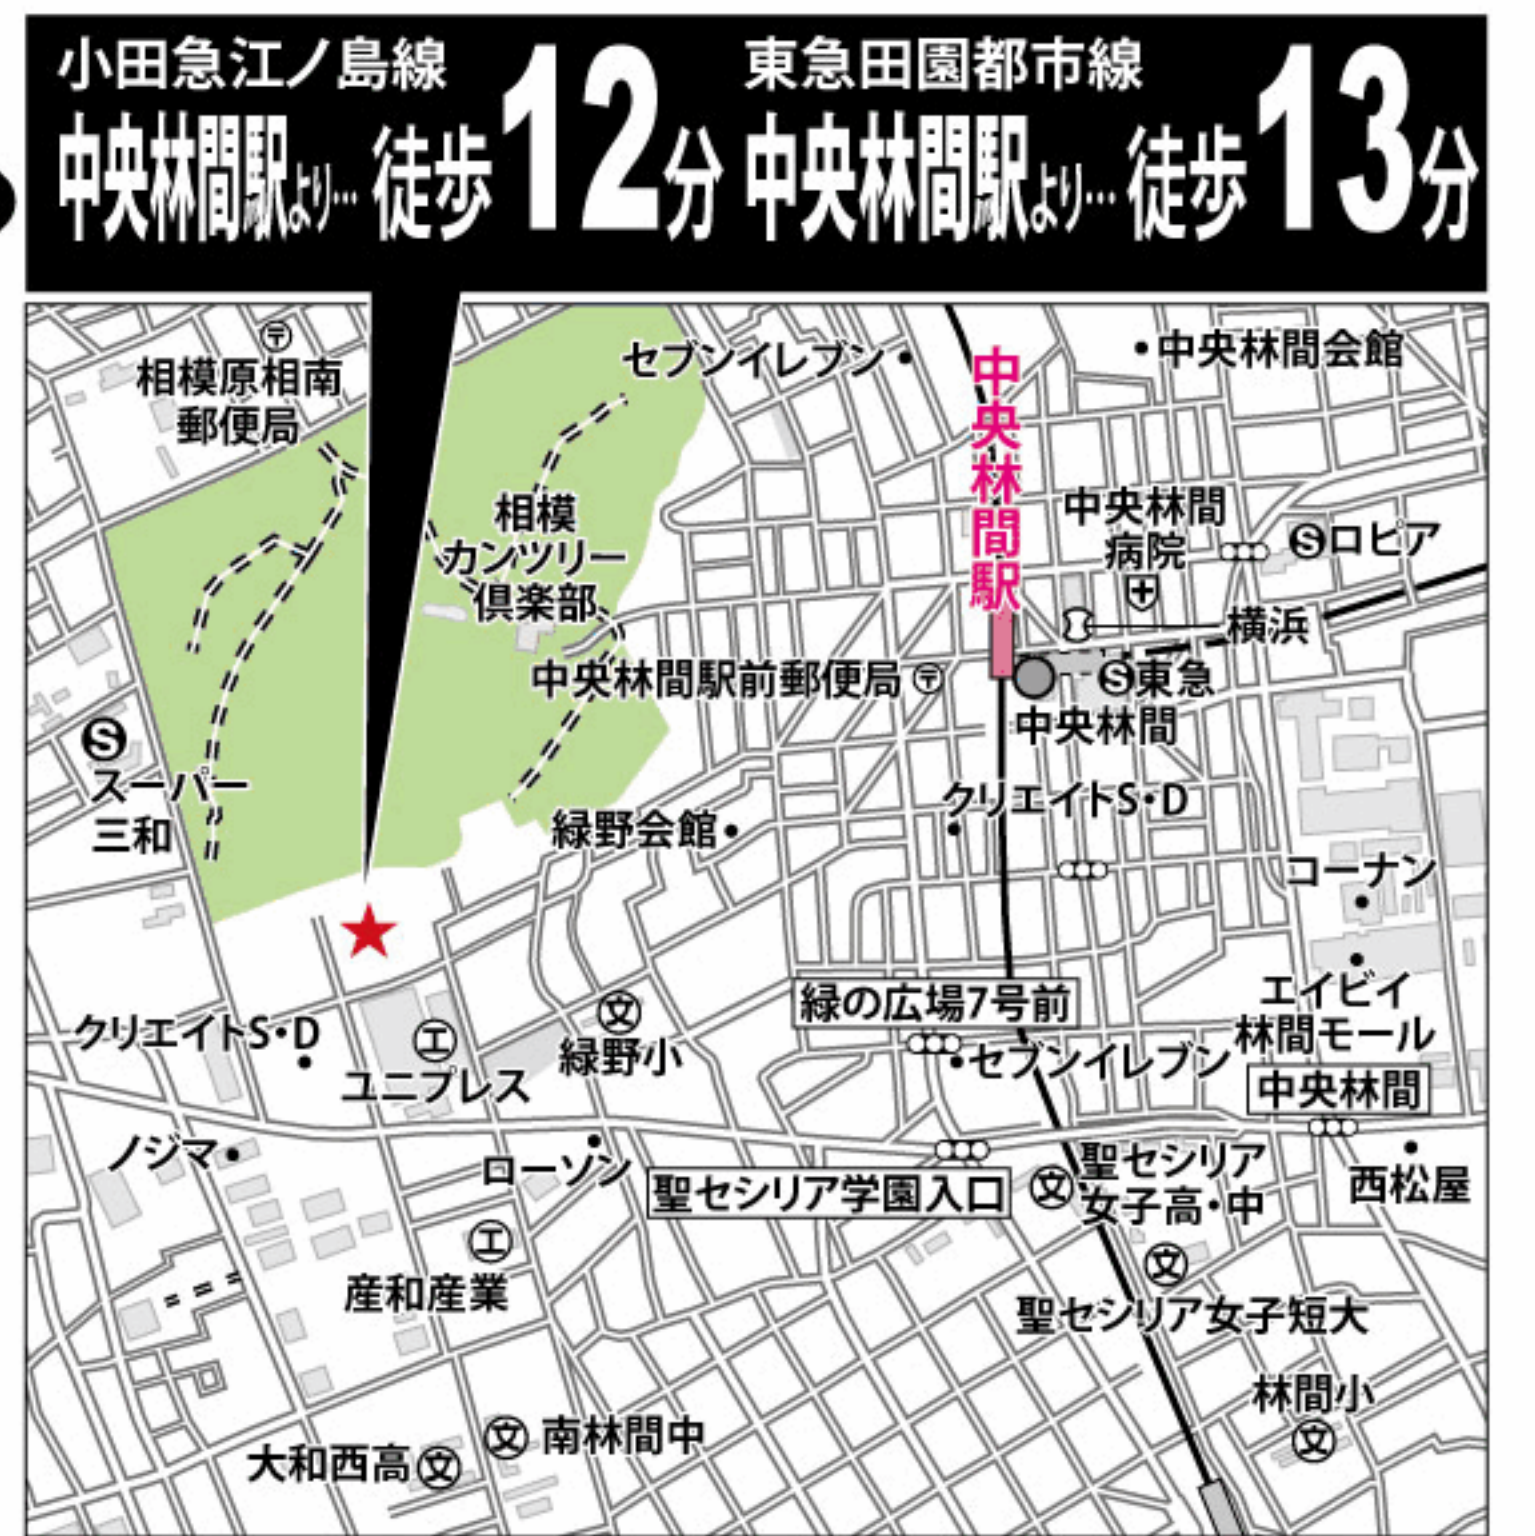 小田急江ノ島線
中央林間駅より…徒歩12分
東急田園都市線
中央林間駅より…徒歩13分
〒
相模原相南
郵便局
セブンイレブン
中央林間会館
中央林間駅
相模
カンツリー
倶楽部
中央林間
病院
Sロピア
横浜
中央林間駅前郵便局〒
S東急
中央林間
S
スーパー
三和
緑野会館
クリエイトS・D
コーナン
エイビイ
林間モール
緑の広場7号前
クリエイトS・D
工
ユニプレス
文
緑野小
セブンイレブン
中央林間
ノジマ
ローソン
聖セシリア学園入口
文
聖セシリア
女子高・中
西松屋
工
産和産業
文
聖セシリア女子短大
林間小
文
大和西高文
文南林間中